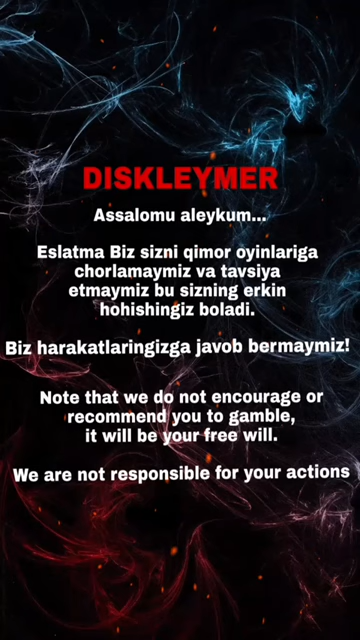 DISKLEYMER
Assalomu aleykum...
Eslatma Biz sizni qimor oyinlariga
chorlamaymiz va tavsiya
etmaymiz bu sizning erkin
hohishingiz boladi.
Biz harakatlaringizga javob bermaymiz!
Note that we do not encourage or
recommend you to gamble,
it will be your free will.
We are not responsible for your actions